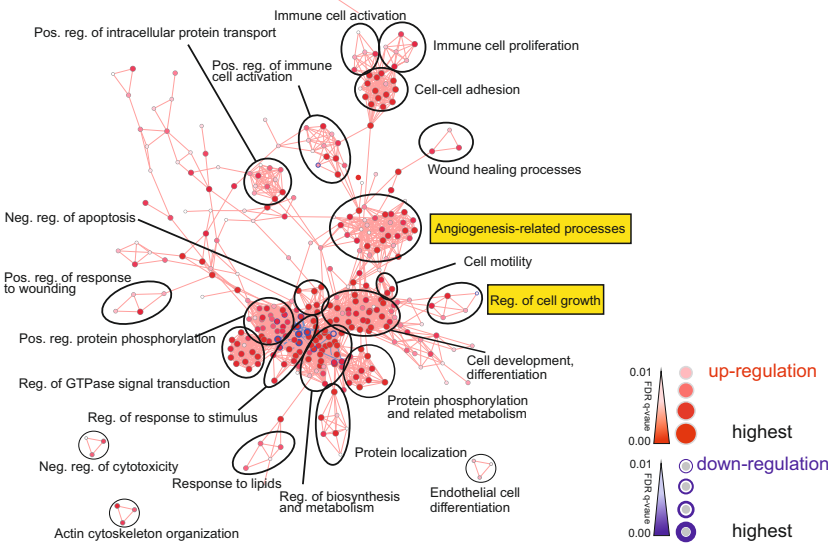 Immune cell activation
Pos. reg. of intracellular protein transport
Immune cell proliferation
Pos. reg. of immune
cell activation
Cell-cell adhesion
Wound healing processes
Neg. reg. of apoptosis
Angiogenesis-related processes
Cell motility
Pos. reg. of response
to wounding
Reg. of cell growth
Pos. reg. protein phosphorylation
Cell development,
differentiation
Reg. of GTPase signal transduction
Protein phosphorylation
and related metabolism
Reg. of response to stimulus
Protein localization
Neg. reg. of cytotoxicity
Response to lipids
Reg. of biosynthesis
and metabolism
Endothelial cell
differentiation
Actin cytoskeleton organization
0.01
FDR q-vaue
0.00
up-regulation
highest
0.01
FDR q-vaue
0.00
down-regulation
highest